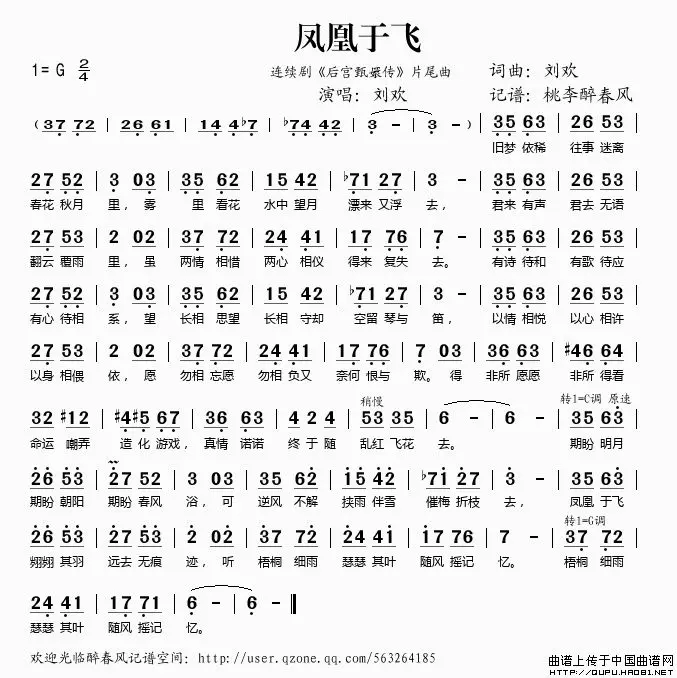 凤凰于飞
1= G 2/4 连续剧《后宫甄嬛传》片尾曲 词曲：刘欢
演唱：刘欢 记谱：桃李醉春风
( 37 72 | 26 61 | 14 4♭7 | ♭74 42 | 3 - | 3 - ) | 35 63 | 26 53 |
旧梦 依稀 往事 迷离
27 52 | 3 03 | 35 62 | 15 42 | ♭71 27 | 3 - | 35 63 | 26 53 |
春花 秋月 里，雾 里 看花 水中 望月 漂来 又浮 去， 君来 有声 君去 无语
27 53 | 2 02 | 37 72 | 24 41 | 17 76 | 6 - | 35 63 | 26 53 |
翻云 覆雨 里，虽 两情 相惜 两心 相仪 得来 复失 去。 有诗 待和 有歌 待应
27 52 | 3 03 | 35 62 | 15 42 | ♭71 27 | 3 - | 35 63 | 26 53 |
有心 待相 系，望 长相 思望 长相 守却 空留 琴与 笛， 以情 相悦 以心 相许
27 53 | 2 02 | 37 72 | 24 41 | 17 71 | 7 03 | 63 63 | #46 64 |
以身 相偎 依，愿 勿相 忘愿 勿相 负又 奈何 恨与 欺。得 非所 愿愿 非所 得看
稍慢 转1=C调 原速
32 #12 | #4#5 67 | 36 63 | 4 2 4 | 53 35 | 6 - | 6 - | 35 63 |
命运 嘲弄 造化 游戏，真情 诺诺 终于随 乱红 飞花 去。 期盼 明月
26 53 | 27 52 | 3 03 | 35 62 | 15 42 | ♭71 27 | 3 - | 35 63 |
期盼 朝阳 期盼 春风 浴，可 逆风 不解 挟雨 伴雪 催梅 折枝 去， 凤凰 于飞
转1=G调
26 53 | 27 53 | 2 02 | 37 72 | 24 41 | 17 76 | 7 - | 37 72 |
翙翙 其羽 远去 无痕 迹，听 梧桐 细雨 瑟瑟 其叶 随风 摇记 忆。 梧桐 细雨
24 41 | 17 71 | 6 - | 6 - ‖
瑟瑟 其叶 随风 摇记 忆。
欢迎光临醉春风记谱空间：http://user.qzone.qq.com/563264185
曲谱上传于中国曲谱网
http://QUPU.HAO81.NET